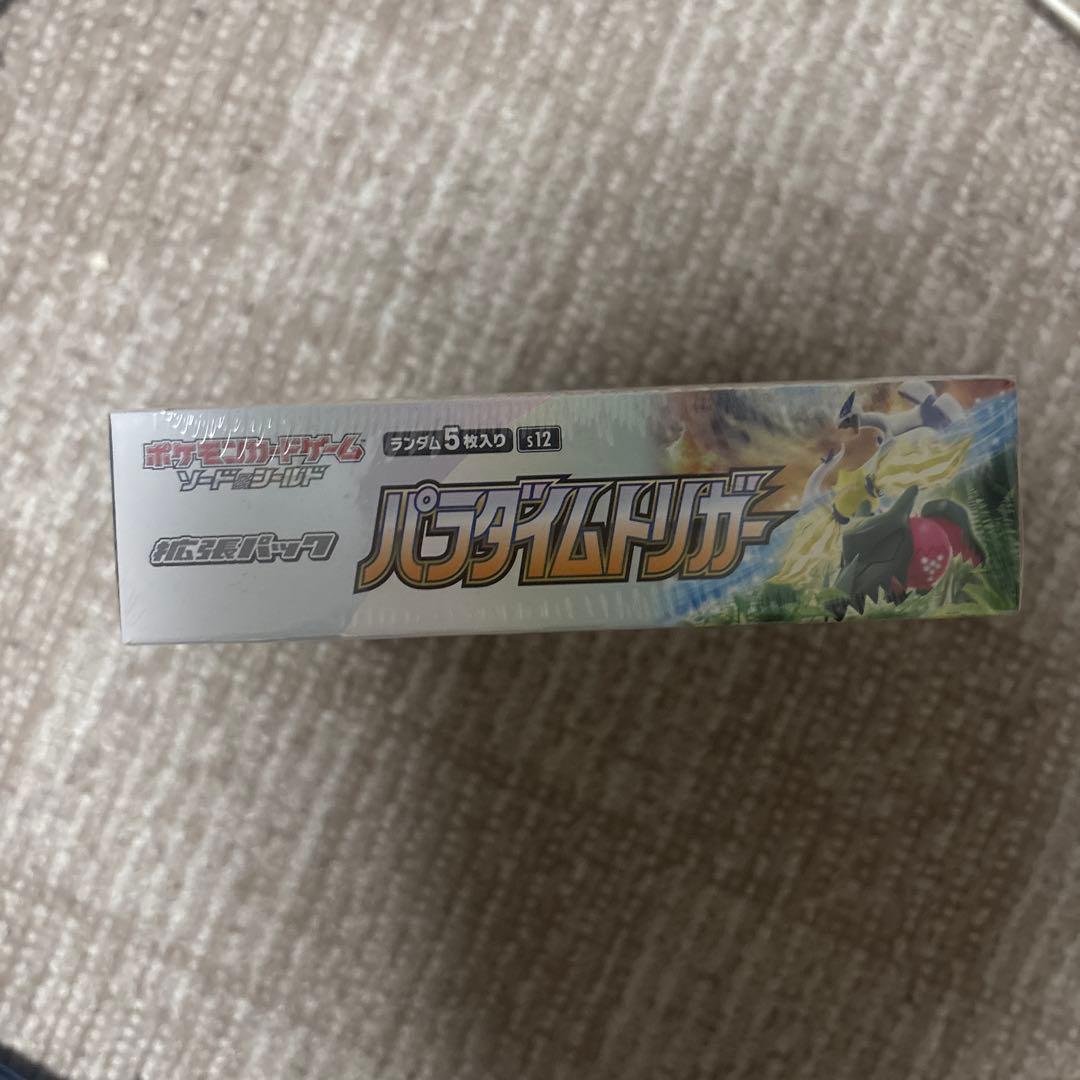 ポケモンカードゲーム
ソード&シールド
ランダム5枚入り s12
拡張パック
パラダイムトリガー